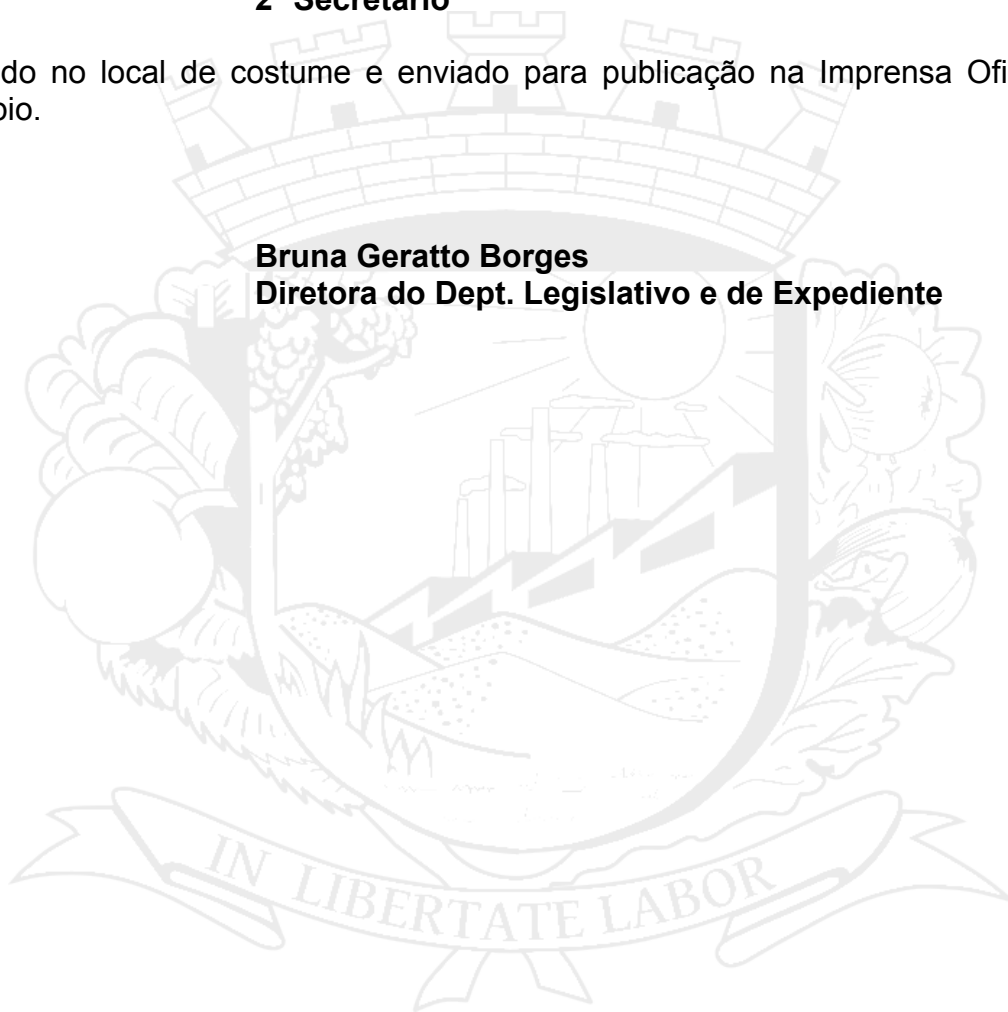 2º Secretário
do no local de costume e enviado para publicação na Imprensa Ofi
pio.
Bruna Geratto Borges
Diretora do Dept. Legislativo e de Expediente
IN LIBERTATE LABOR